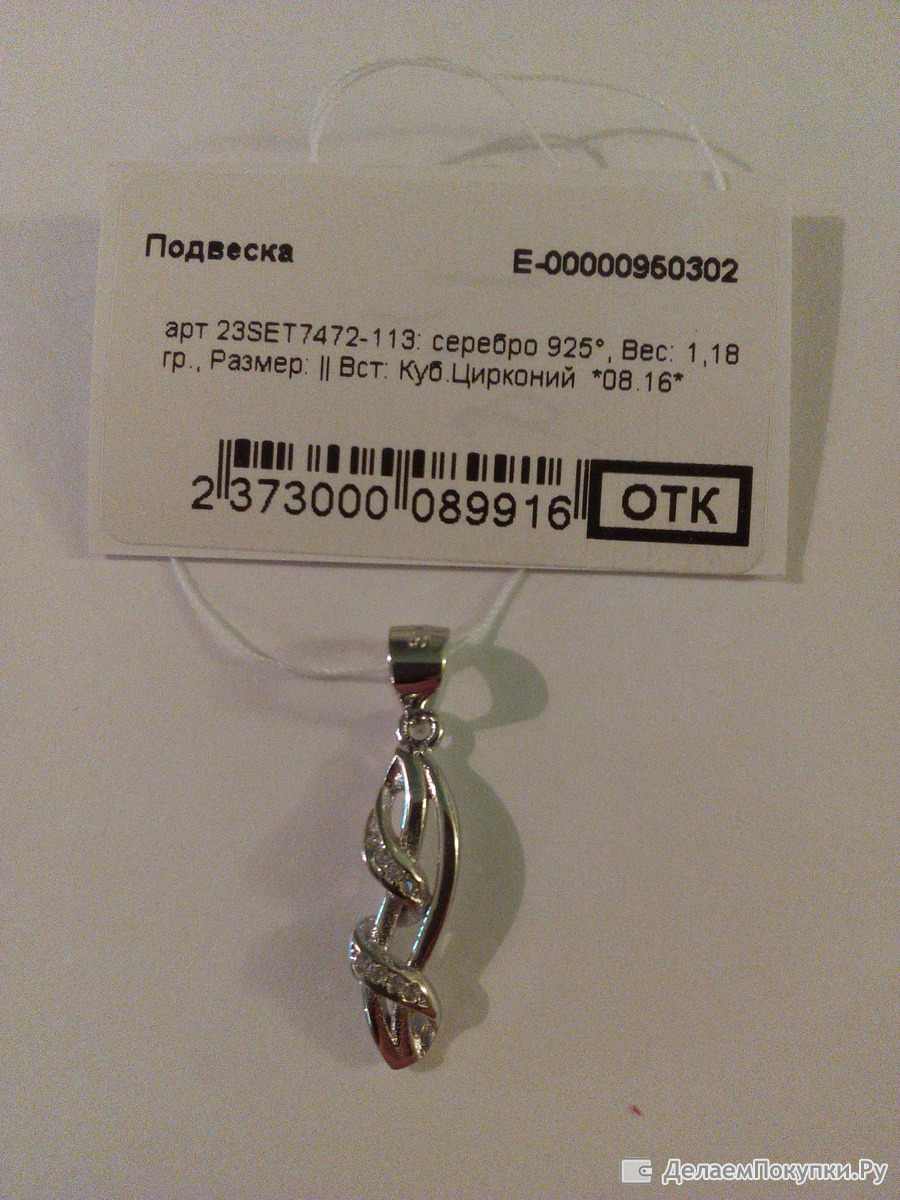 Подвеска E-00000950302
арт 23SET7472-113: серебро 925°, Вес: 1,18
гр., Размер: || Вст: Куб.Цирконий *08.16*
2 373000 089916 ОТК
ДелаемПокупки.Ру